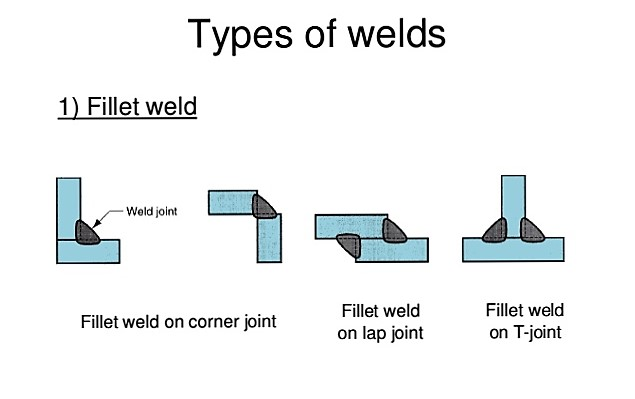 Types of welds
1) Fillet weld
Weld joint
Fillet weld on corner joint
Fillet weld
on lap joint
Fillet weld
on T-joint